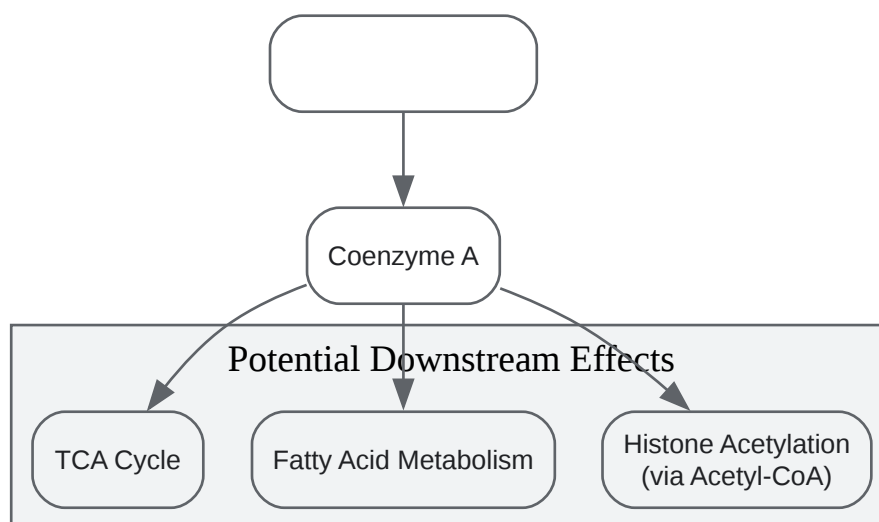 Coenzyme A
Potential Downstream Effects
TCA Cycle
Fatty Acid Metabolism
Histone Acetylation
(via Acetyl-CoA)